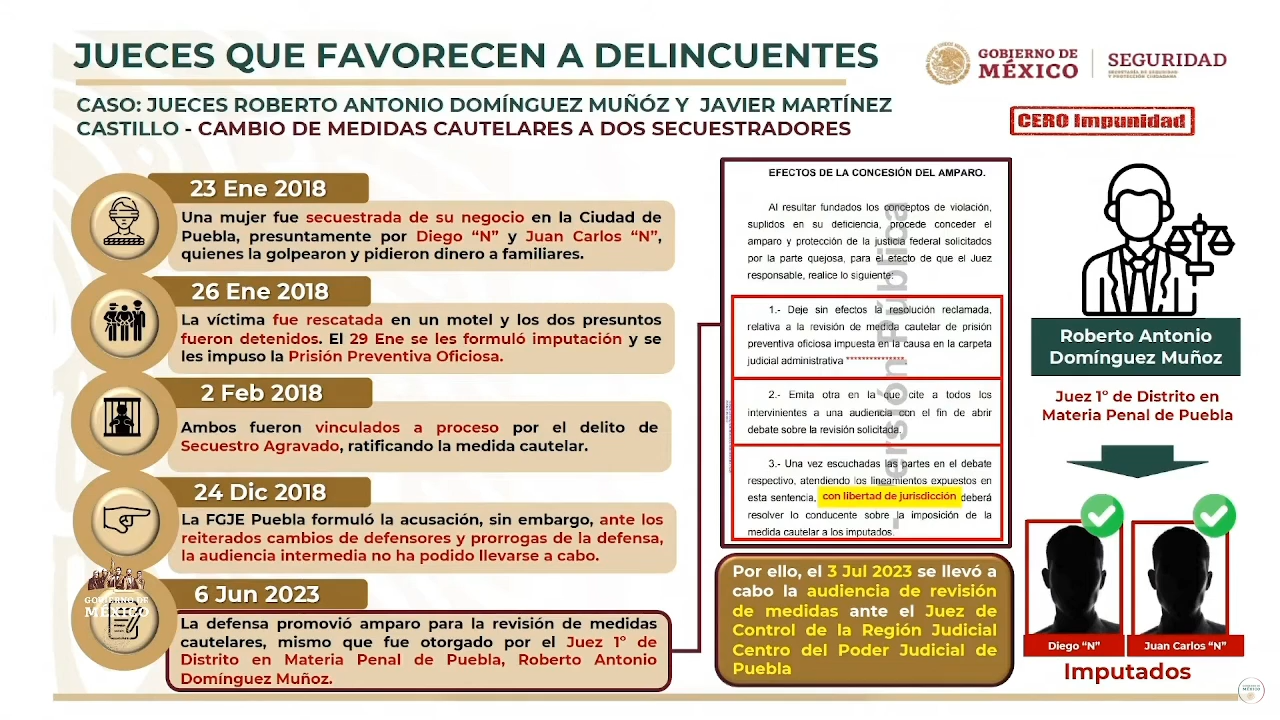 JUECES QUE FAVORECEN A DELINCUENTES
GOBIERNO DE
MÉXICO
SEGURIDAD
SECRETARÍA DE SEGURIDAD
Y PROTECCIÓN CIUDADANA
CASO: JUECES ROBERTO ANTONIO DOMÍNGUEZ MUÑÓZ Y JAVIER MARTÍNEZ
CASTILLO - CAMBIO DE MEDIDAS CAUTELARES A DOS SECUESTRADORES
CERO Impunidad
23 Ene 2018
Una mujer fue secuestrada de su negocio en la Ciudad de
Puebla, presuntamente por Diego “N” y Juan Carlos “N”,
quienes la golpearon y pidieron dinero a familiares.
26 Ene 2018
La víctima fue rescatada en un motel y los dos presuntos
fueron detenidos. El 29 Ene se les formuló imputación y se
les impuso la Prisión Preventiva Oficiosa.
2 Feb 2018
Ambos fueron vinculados a proceso por el delito de
Secuestro Agravado, ratificando la medida cautelar.
24 Dic 2018
La FGJE Puebla formuló la acusación, sin embargo, ante los
reiterados cambios de defensores y prorrogas de la defensa,
la audiencia intermedia no ha podido llevarse a cabo.
GOBIERNO DE
MÉXICO
6 Jun 2023
La defensa promovió amparo para la revisión de medidas
cautelares, mismo que fue otorgado por el Juez 1º de
Distrito en Materia Penal de Puebla, Roberto Antonio
Domínguez Muñoz.
EFECTOS DE LA CONCESIÓN DEL AMPARO.
Al resultar fundados los conceptos de violación,
suplidos en su deficiencia, procede conceder el
amparo y protección de la justicia federal solicitados
por la parte quejosa, para el efecto de que el Juez
responsable, realice lo siguiente:
1.- Deje sin efectos la resolución reclamada,
relativa a la revisión de medida cautelar de prisión
preventiva oficiosa impuesta en la causa en la carpeta
judicial administrativa ***************.
2.- Emita otra en la que cite a todos los
intervinientes a una audiencia con el fin de abrir
debate sobre la revisión solicitada.
3.- Una vez escuchadas las partes en el debate
respectivo, atendiendo los lineamientos expuestos en
esta sentencia, con libertad de jurisdicción deberá
resolver lo conducente sobre la imposición de la
medida cautelar a los imputados.
- Versión Pública
Por ello, el 3 Jul 2023 se llevó a
cabo la audiencia de revisión
de medidas ante el Juez de
Control de la Región Judicial
Centro del Poder Judicial de
Puebla
Roberto Antonio
Domínguez Muñoz
Juez 1º de Distrito en
Materia Penal de Puebla
Diego “N”
Juan Carlos “N”
Imputados